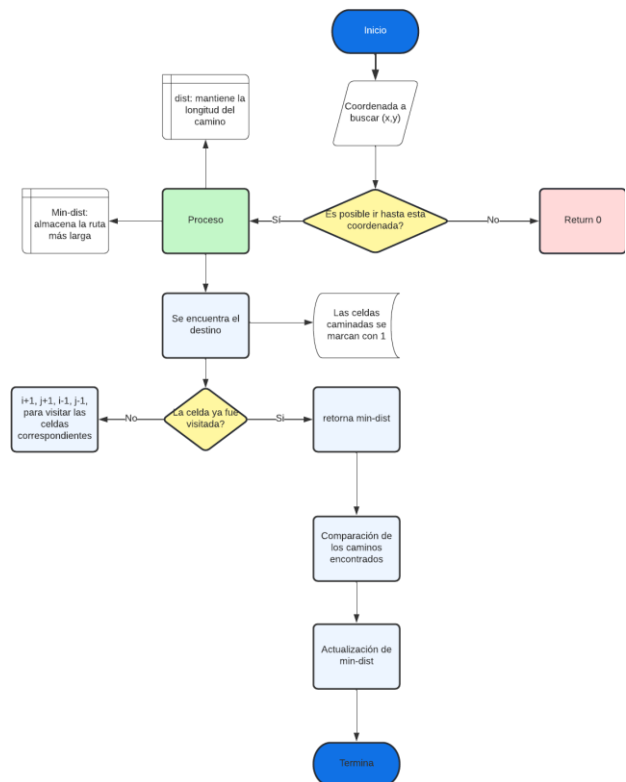 Inicio
dist: mantiene la
longitud del
camino
Coordenada a
buscar (x,y)
Min-dist:
almacena la ruta
más larga
Proceso
Sí
Es posible ir hasta esta
coordenada?
No
Return 0
Se encuentra el
destino
Las celdas
caminadas se
marcan con 1
i+1, j+1, i-1, j-1,
para visitar las
celdas
correspondientes
No
La celda ya fue
visitada?
Si
retorna min-dist
Comparación de
los caminos
encontrados
Actualización de
min-dist
Termina